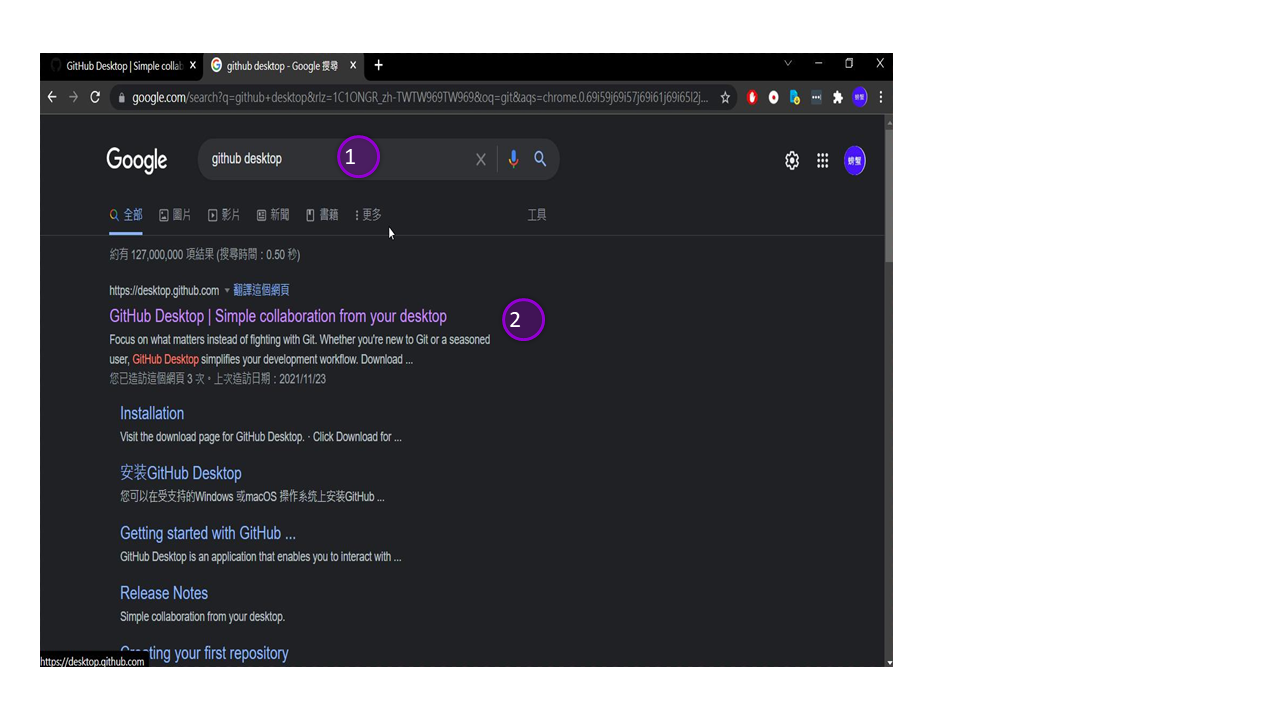 GitHub Desktop | Simple collab
github desktop - Google 搜尋
google.com/search?q=github+desktop&rlz=1C1ONGR_zh-TWTW969TW969&oq=git&aqs=chrome.0.69i59j69i57j69i61j69i65l2j...
Google
github desktop
1
螃蟹
全部 圖片 影片 新聞 書籍 更多 工具
約有 127,000,000 項結果 (搜尋時間：0.50 秒)
https://desktop.github.com 翻譯這個網頁
GitHub Desktop | Simple collaboration from your desktop
2
Focus on what matters instead of fighting with Git. Whether you're new to Git or a seasoned
user, GitHub Desktop simplifies your development workflow. Download ...
您已造訪這個網頁 3 次。上次造訪日期：2021/11/23
Installation
Visit the download page for GitHub Desktop. · Click Download for ...
安装GitHub Desktop
您可以在受支持的Windows 或macOS 操作系统上安装GitHub ...
Getting started with GitHub ...
GitHub Desktop is an application that enables you to interact with ...
Release Notes
Simple collaboration from your desktop.
Creating your first repository
https://desktop.github.com